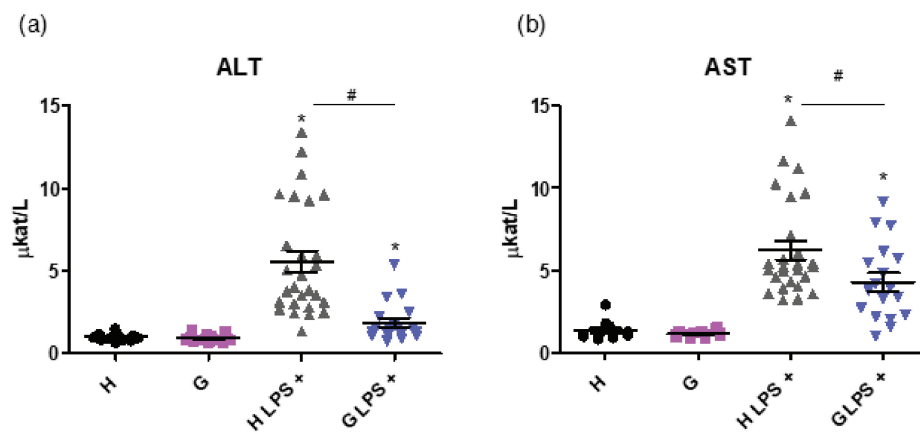 (a)
ALT
#
*
*
15
10
5
0
µkat/L
H
G
H LPS +
G LPS +
(b)
AST
#
*
*
15
10
5
0
µkat/L
H
G
H LPS +
G LPS +